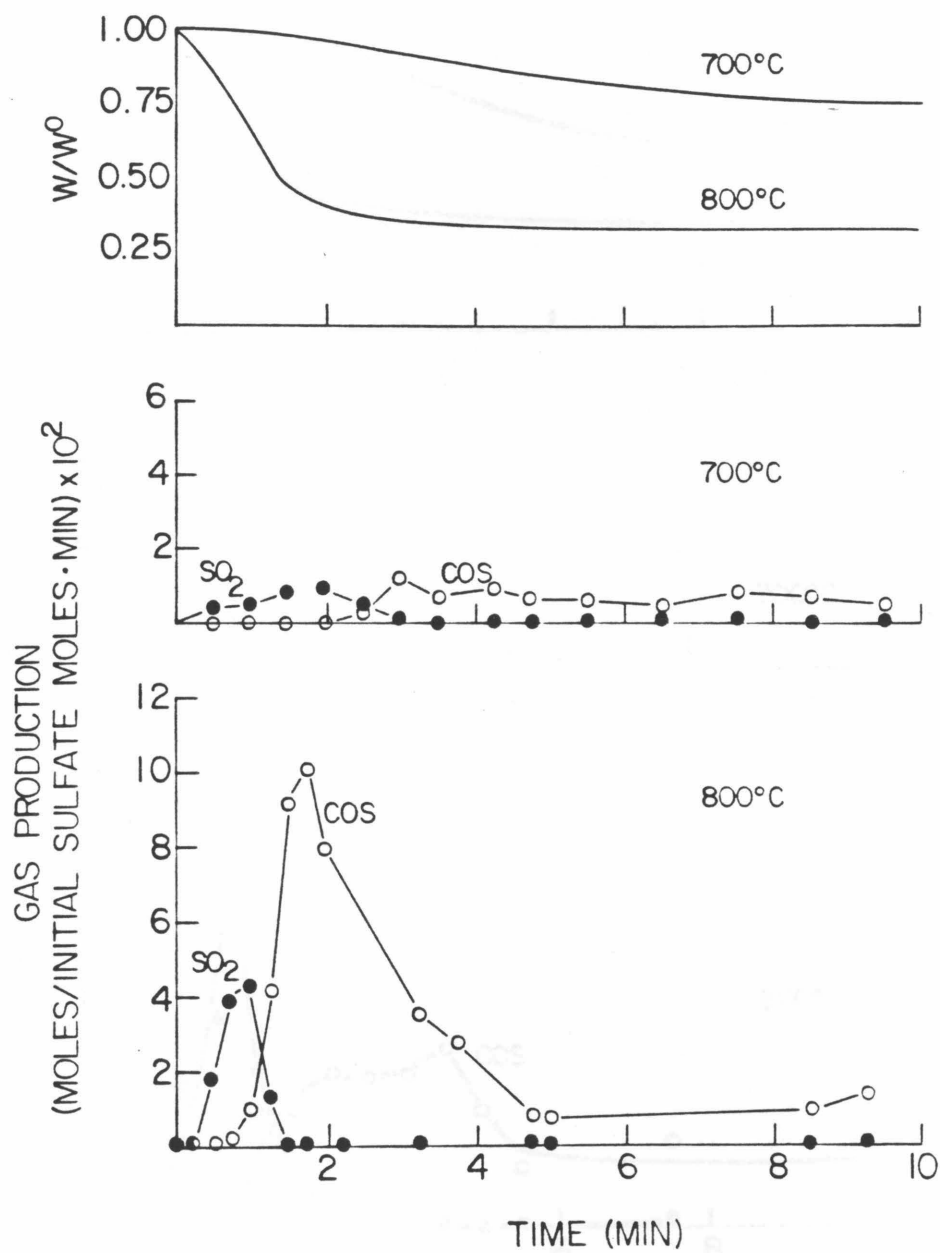 1.00
0.75
0.50
0.25
W/W⁰
700°C
800°C
6
4
2
700°C
SO₂
COS
GAS PRODUCTION
(MOLES/INITIAL SULFATE MOLES·MIN) x10²
12
10
8
6
4
2
800°C
COS
SO₂
2
4
6
8
10
TIME (MIN)